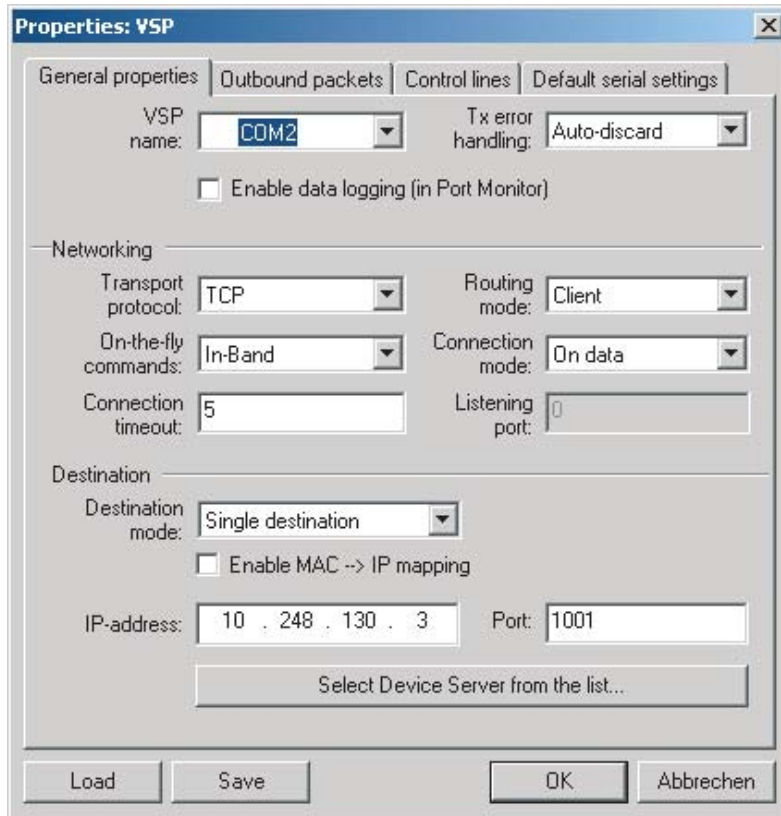 Properties: VSP
General properties
Outbound packets
Control lines
Default serial settings
VSP name:
COM2
Tx error handling:
Auto-discard
Enable data logging (in Port Monitor)
Networking
Transport protocol:
TCP
Routing mode:
Client
On-the-fly commands:
In-Band
Connection mode:
On data
Connection timeout:
5
Listening port:
0
Destination
Destination mode:
Single destination
Enable MAC --> IP mapping
IP-address:
10 . 248 . 130 . 3
Port:
1001
Select Device Server from the list...
Load
Save
OK
Abbrechen